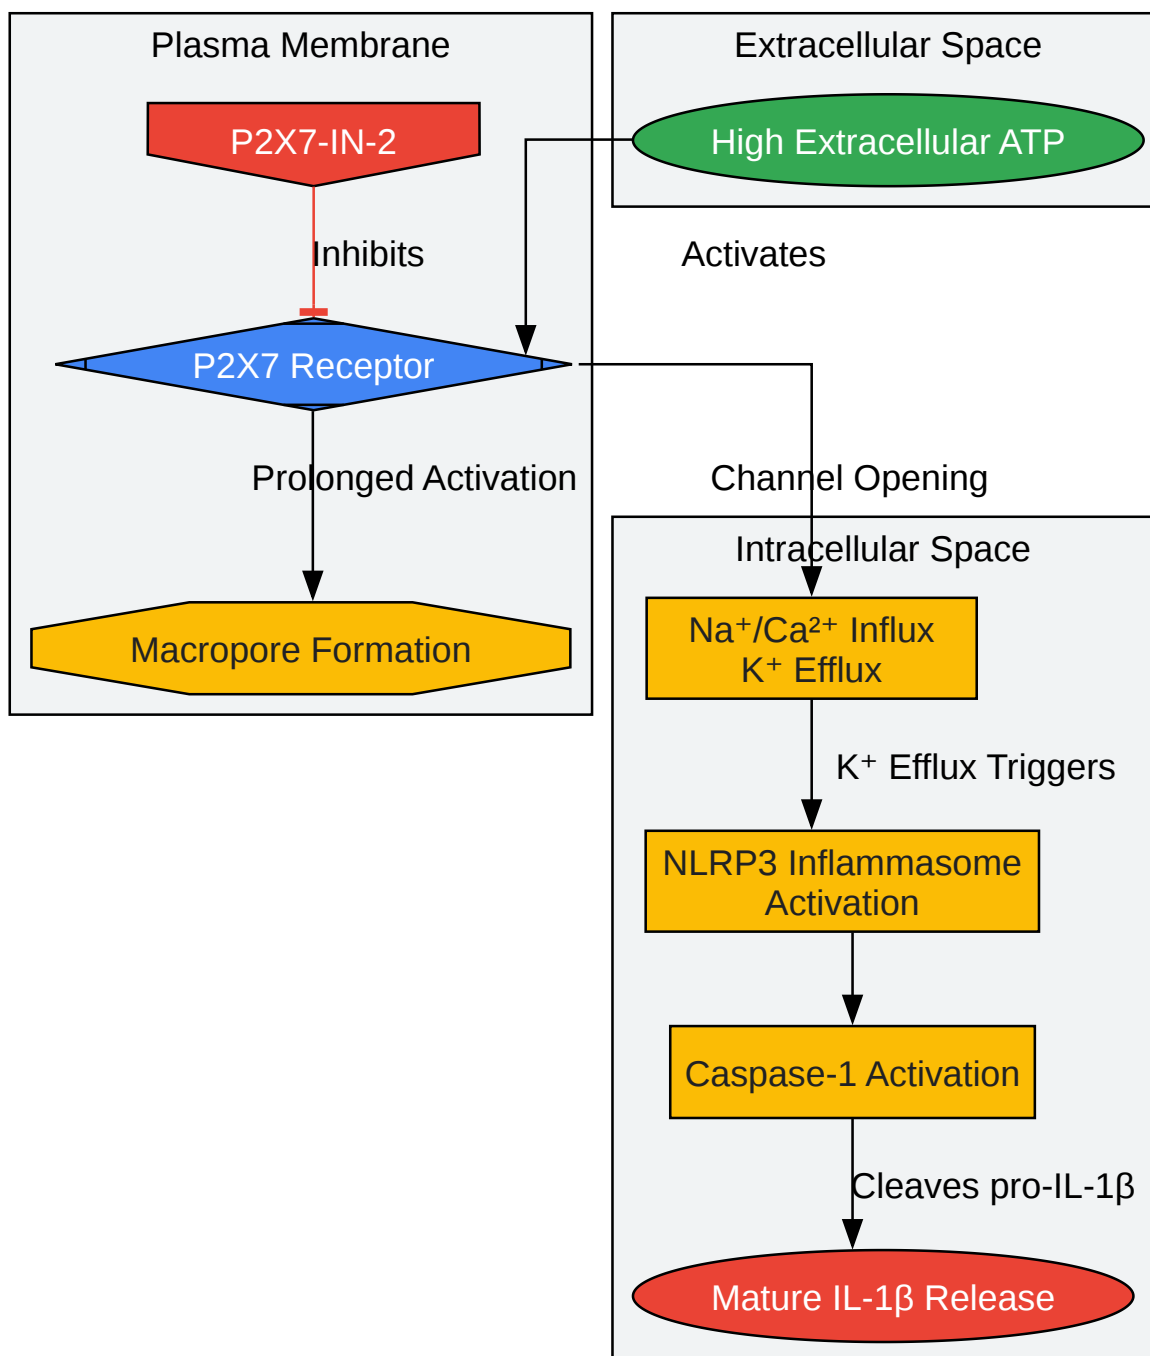 Plasma Membrane
Extracellular Space
P2X7-IN-2
High Extracellular ATP
Inhibits
Activates
P2X7 Receptor
Prolonged Activation
Channel Opening
Intracellular Space
Macropore Formation
Na⁺/Ca²⁺ Influx
K⁺ Efflux
K⁺ Efflux Triggers
NLRP3 Inflammasome
Activation
Caspase-1 Activation
Cleaves pro-IL-1β
Mature IL-1β Release